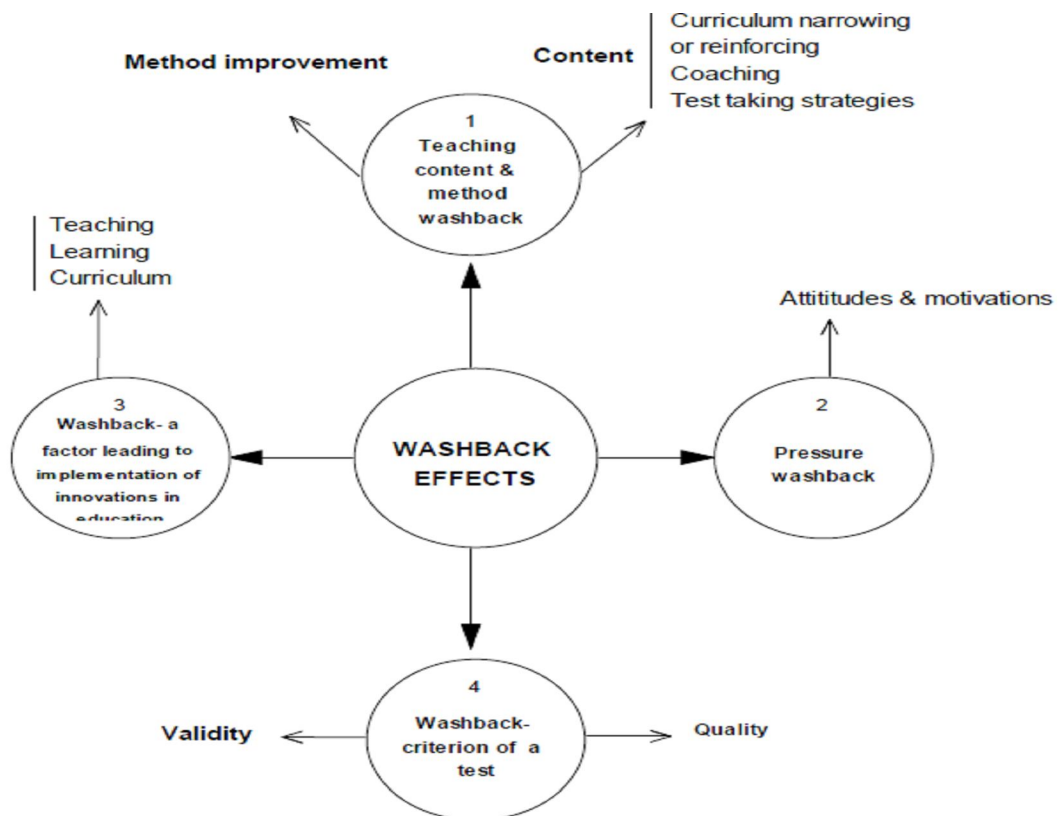 Method improvement
Content
Curriculum narrowing
or reinforcing
Coaching
Test taking strategies
1
Teaching
content &
method
washback
Teaching
Learning
Curriculum
Attititudes & motivations
3
Washback- a
factor leading to
implementation of
innovations in
education
WASHBACK
EFFECTS
2
Pressure
washback
4
Washback-
criterion of a
test
Validity
Quality